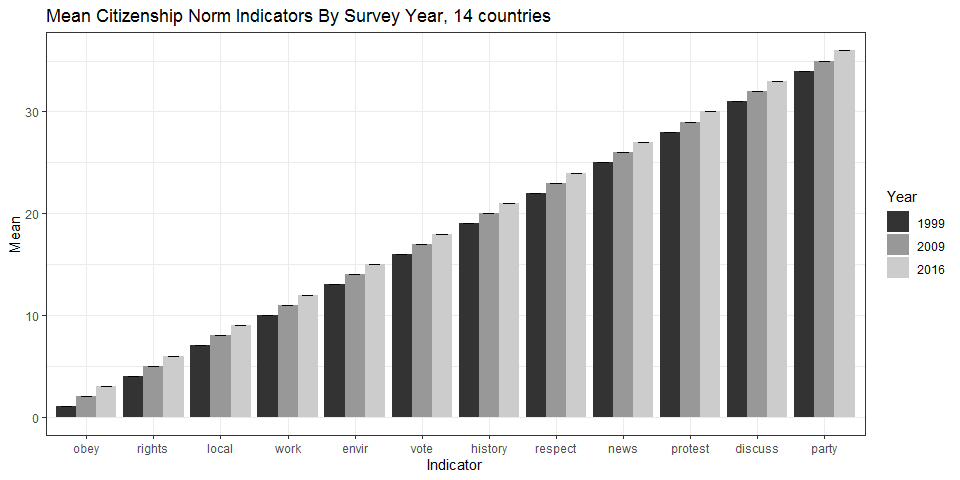 Mean Citizenship Norm Indicators By Survey Year, 14 countries
Mean
30
20
10
0
obey rights local work envir vote history respect news protest discuss party
Indicator
Year
1999
2009
2016